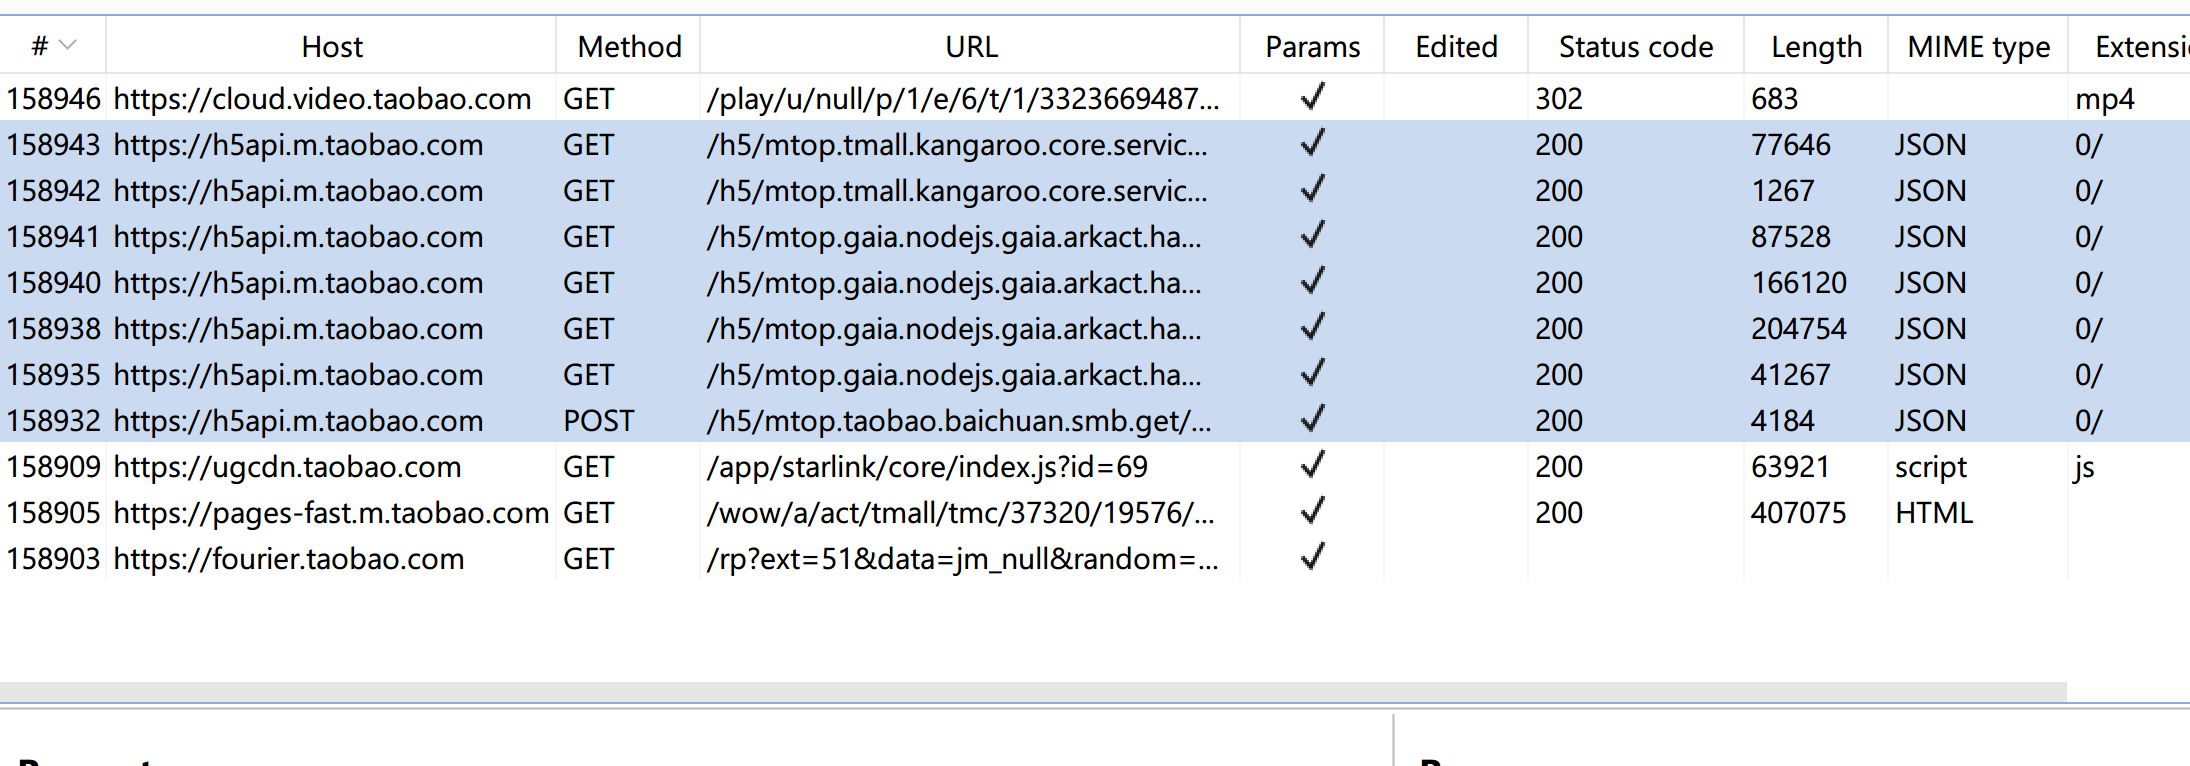 # Host Method URL Params Edited Status code Length MIME type Extensi
158946 https://cloud.video.taobao.com GET /play/u/null/p/1/e/6/t/1/3323669487... ✓ 302 683 mp4
158943 https://h5api.m.taobao.com GET /h5/mtop.tmall.kangaroo.core.servic... ✓ 200 77646 JSON 0/
158942 https://h5api.m.taobao.com GET /h5/mtop.tmall.kangaroo.core.servic... ✓ 200 1267 JSON 0/
158941 https://h5api.m.taobao.com GET /h5/mtop.gaia.nodejs.gaia.arkact.ha... ✓ 200 87528 JSON 0/
158940 https://h5api.m.taobao.com GET /h5/mtop.gaia.nodejs.gaia.arkact.ha... ✓ 200 166120 JSON 0/
158938 https://h5api.m.taobao.com GET /h5/mtop.gaia.nodejs.gaia.arkact.ha... ✓ 200 204754 JSON 0/
158935 https://h5api.m.taobao.com GET /h5/mtop.gaia.nodejs.gaia.arkact.ha... ✓ 200 41267 JSON 0/
158932 https://h5api.m.taobao.com POST /h5/mtop.taobao.baichuan.smb.get/... ✓ 200 4184 JSON 0/
158909 https://ugcdn.taobao.com GET /app/starlink/core/index.js?id=69 ✓ 200 63921 script js
158905 https://pages-fast.m.taobao.com GET /wow/a/act/tmall/tmc/37320/19576/... ✓ 200 407075 HTML
158903 https://fourier.taobao.com GET /rp?ext=51&data=jm_null&random=... ✓